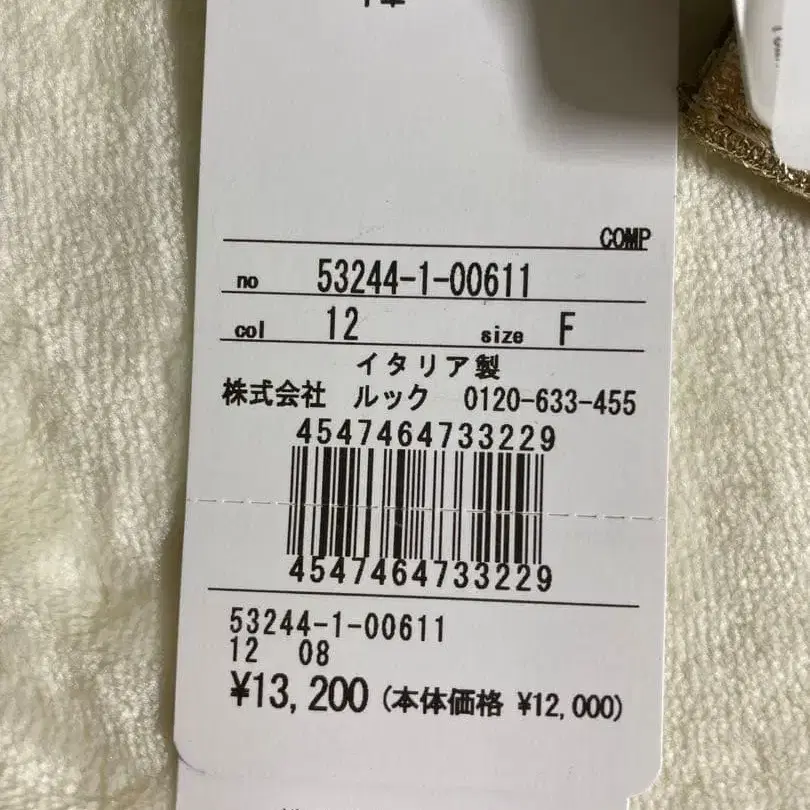 COMP
no 53244-1-00611
col 12 size F
イタリア製
株式会社 ルック 0120-633-455
4547464733229
4547464733229
53244-1-00611
12 08
¥13,200 (本体価格 ¥12,000)